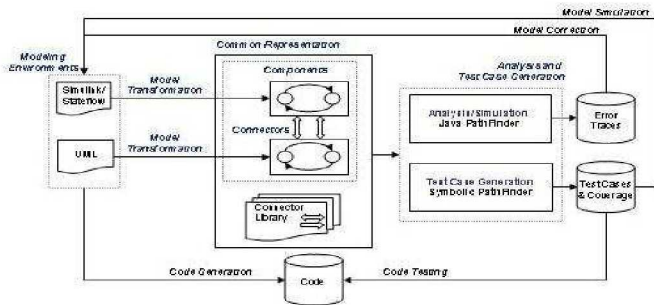 Model Simulation
Model Correction
Common Representation
Modeling
Environments
Analysis and
Test Case Generation
Model
Transformation
Components
Simulink/
Stateflow
Analysis/Simulation
Java PathFinder
Error
Traces
Connectors
Model
Transformation
UML
Test Case Generation
Symbolic PathFinder
Test Cases
& Coverage
Connector
Library
Code Generation
Code
Code Testing